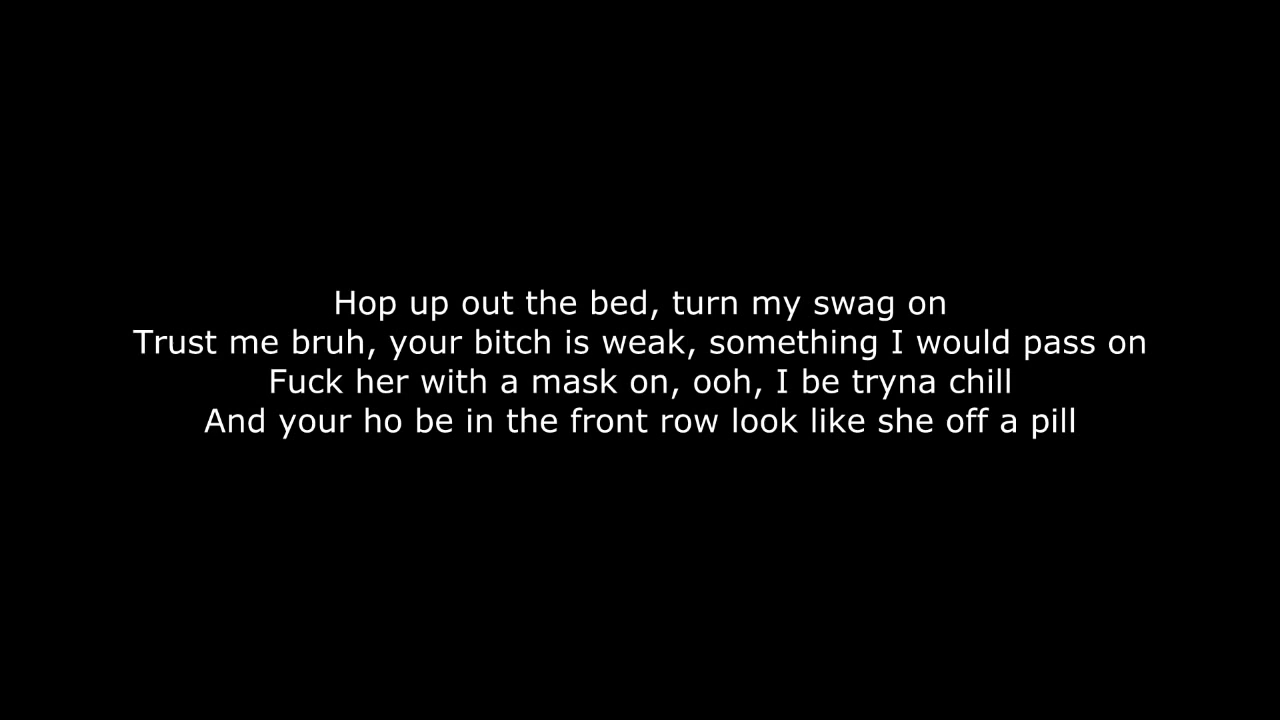 Hop up out the bed, turn my swag on
Trust me bruh, your bitch is weak, something I would pass on
Fuck her with a mask on, ooh, I be tryna chill
And your ho be in the front row look like she off a pill